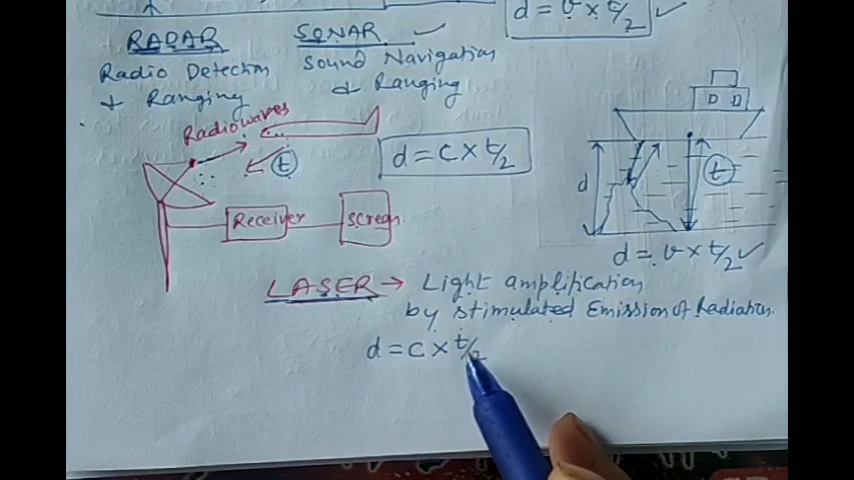 d = v × t/2 ✓
RADAR
SONAR ✓
Radio Detection
+ Ranging
Sound Navigation
& Ranging
Radiowaves
t
d = C × t/2
Receiver
Screen
d
t
d = v × t/2 ✓
LASER → Light amplification
by stimulated Emission of Radiation.
d = C × t/2